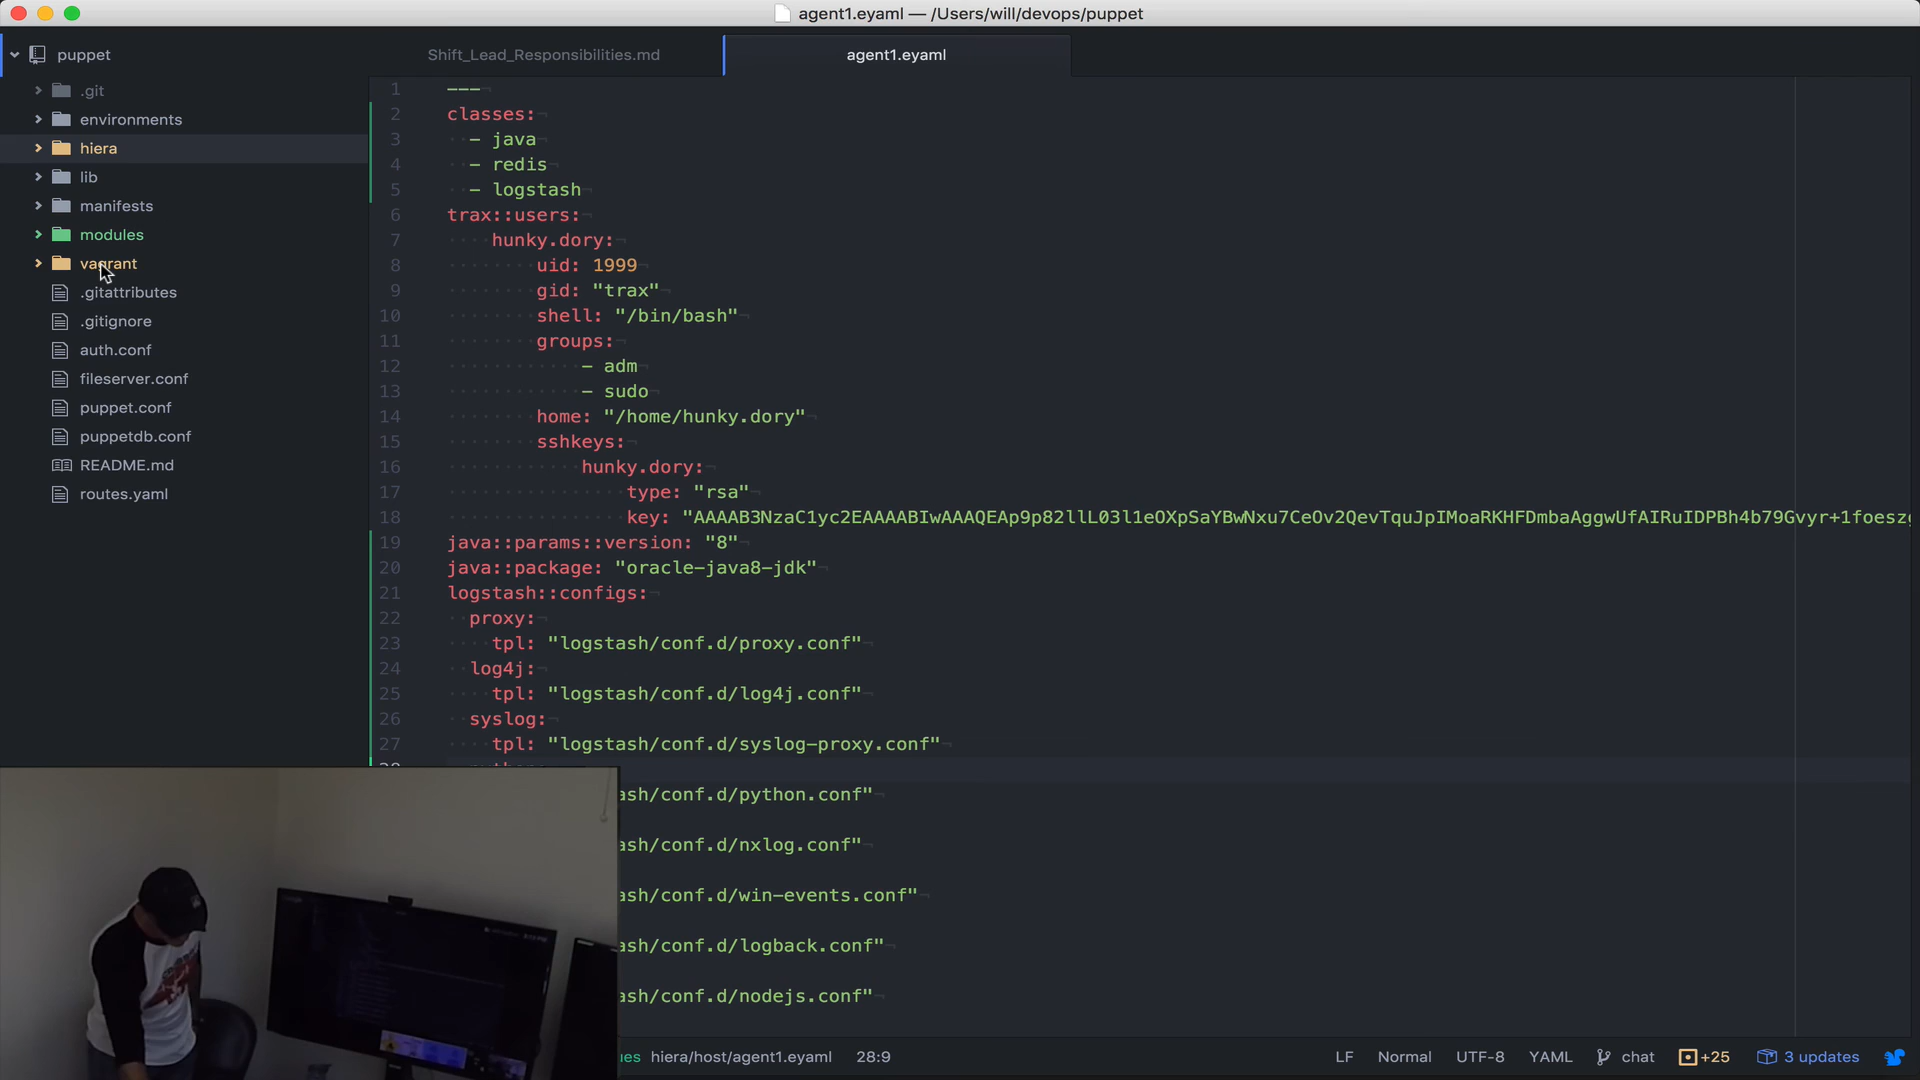 agent1.eyaml — /Users/will/devops/puppet
puppet
.git
environments
hiera
lib
manifests
modules
vagrant
.gitattributes
.gitignore
auth.conf
fileserver.conf
puppet.conf
puppetdb.conf
README.md
routes.yaml
Shift_Lead_Responsibilities.md
agent1.eyaml
1 ---
2 classes:
3 - java
4 - redis
5 - logstash
6 trax::users:
7 hunky.dory:
8 uid: 1999
9 gid: "trax"
10 shell: "/bin/bash"
11 groups:
12 - adm
13 - sudo
14 home: "/home/hunky.dory"
15 sshkeys:
16 hunky.dory:
17 type: "rsa"
18 key: "AAAAB3NzaC1yc2EAAAABIwAAAQEAp9p82llL03l1eOXpSaYBwNxu7CeOv2QevTquJpIMoaRKHFDmbaAggwUfAIRuIDPBh4b79Gvyr+1foesz
19 java::params::version: "8"
20 java::package: "oracle-java8-jdk"
21 logstash::configs:
22 proxy:
23 tpl: "logstash/conf.d/proxy.conf"
24 log4j:
25 tpl: "logstash/conf.d/log4j.conf"
26 syslog:
27 tpl: "logstash/conf.d/syslog-proxy.conf"
ash/conf.d/python.conf"
ash/conf.d/nxlog.conf"
ash/conf.d/win-events.conf"
ash/conf.d/logback.conf"
ash/conf.d/nodejs.conf"
ues hiera/host/agent1.eyaml 28:9 LF Normal UTF-8 YAML chat +25 3 updates